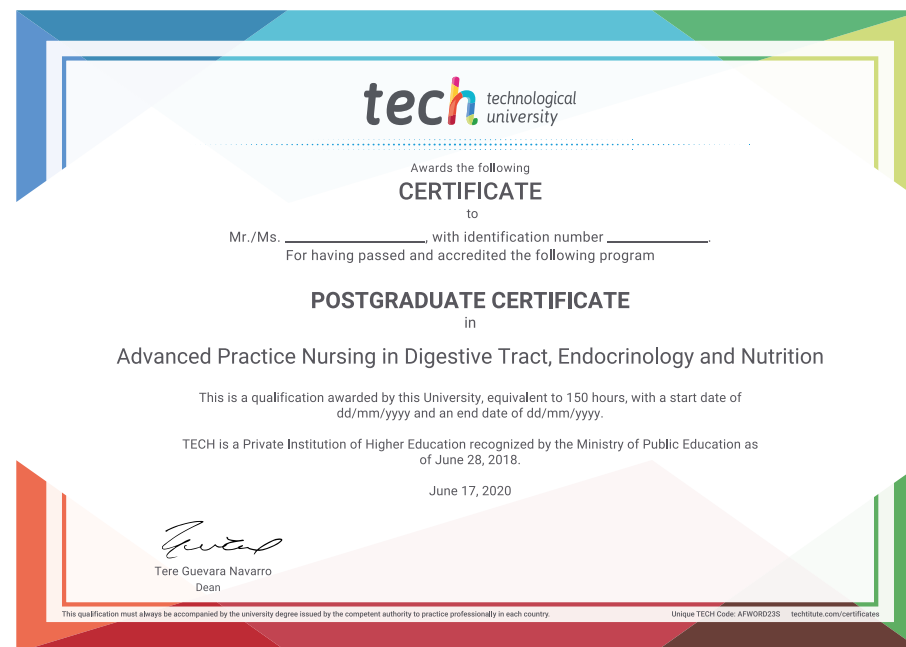 tech technological
university
Awards the following
CERTIFICATE
to
Mr./Ms. ____________, with identification number ____________.
For having passed and accredited the following program
POSTGRADUATE CERTIFICATE
in
Advanced Practice Nursing in Digestive Tract, Endocrinology and Nutrition
This is a qualification awarded by this University, equivalent to 150 hours, with a start date of
dd/mm/yyyy and an end date of dd/mm/yyyy.
TECH is a Private Institution of Higher Education recognized by the Ministry of Public Education as
of June 28, 2018.
June 17, 2020
Tere Guevara Navarro
Dean
This qualification must always be accompanied by the university degree issued by the competent authority to practice professionally in each country.
Unique TECH Code: AFWORD23S techtitute.com/certificates